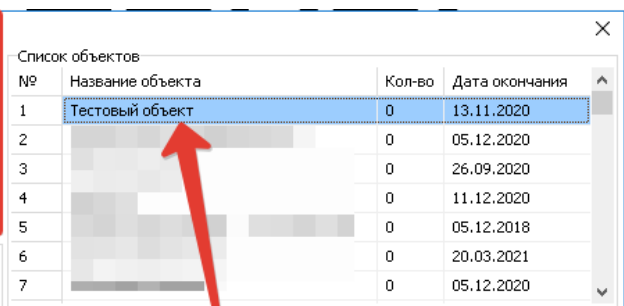 Список объектов
№ Название объекта Кол-во Дата окончания
1 Тестовый объект 0 13.11.2020
2 0 05.12.2020
3 0 26.09.2020
4 0 11.12.2020
5 0 05.12.2018
6 0 20.03.2021
7 0 05.12.2020